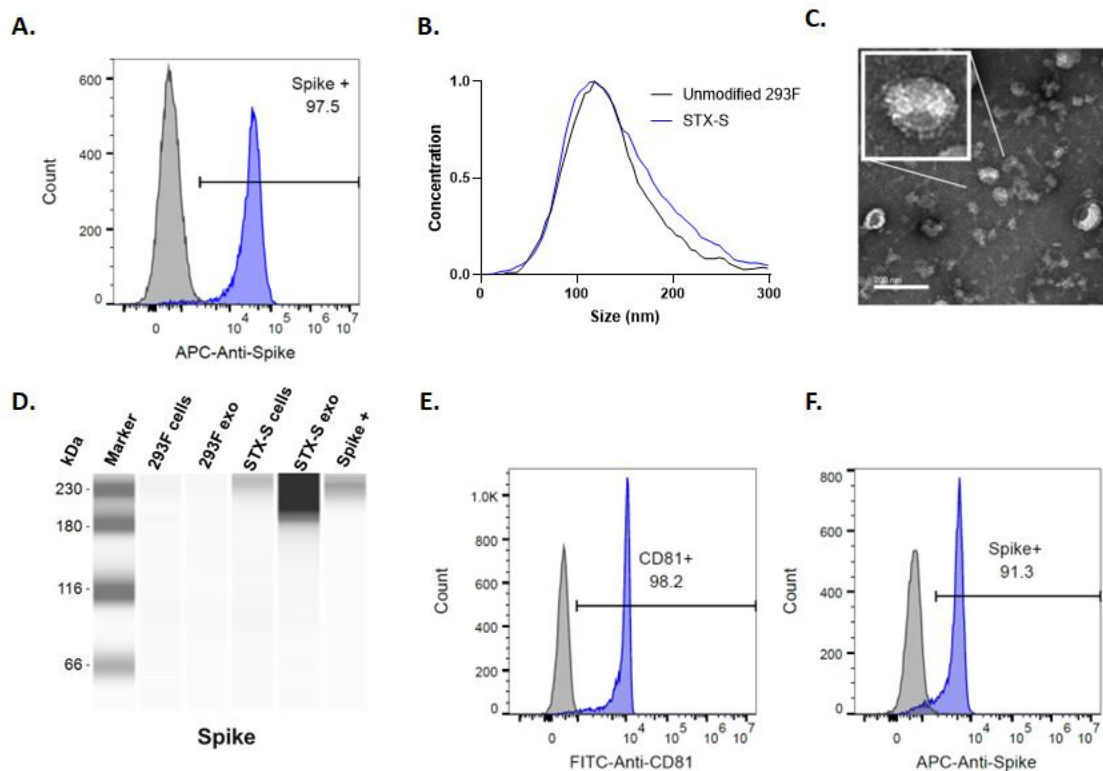 A.
Spike +
97.5
Count
600
400
200
0
0
10^4
10^5
10^6
10^7
APC-Anti-Spike
B.
Concentration
1.0
0.5
0.0
0
100
200
300
Size (nm)
Unmodified 293F
STX-S
C.
200 nm
D.
kDa
Marker
293F cells
293F exo
STX-S cells
STX-S exo
Spike +
230 -
180 -
116 -
66 -
Spike
E.
CD81+
98.2
Count
1.0K
800
600
400
200
0
0
10^4
10^5
10^6
10^7
FITC-Anti-CD81
F.
Spike+
91.3
Count
800
600
400
200
0
0
10^4
10^5
10^6
10^7
APC-Anti-Spike